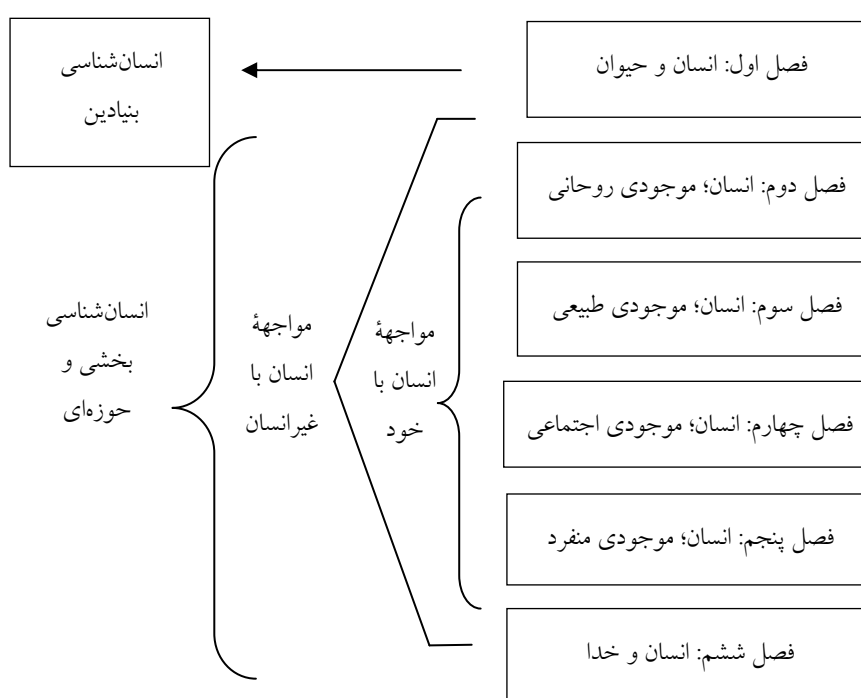 فصل اول: انسان و حیوان
فصل دوم: انسان؛ موجودی روحانی
فصل سوم: انسان؛ موجودی طبیعی
فصل چهارم: انسان؛ موجودی اجتماعی
فصل پنجم: انسان؛ موجودی منفرد
فصل ششم: انسان و خدا
مواجهۀ
انسان با
خود
مواجهۀ
انسان با
غیرانسان
انسان‌شناسی
بنیادین
انسان‌شناسی
بخشی و
حوزه‌ای